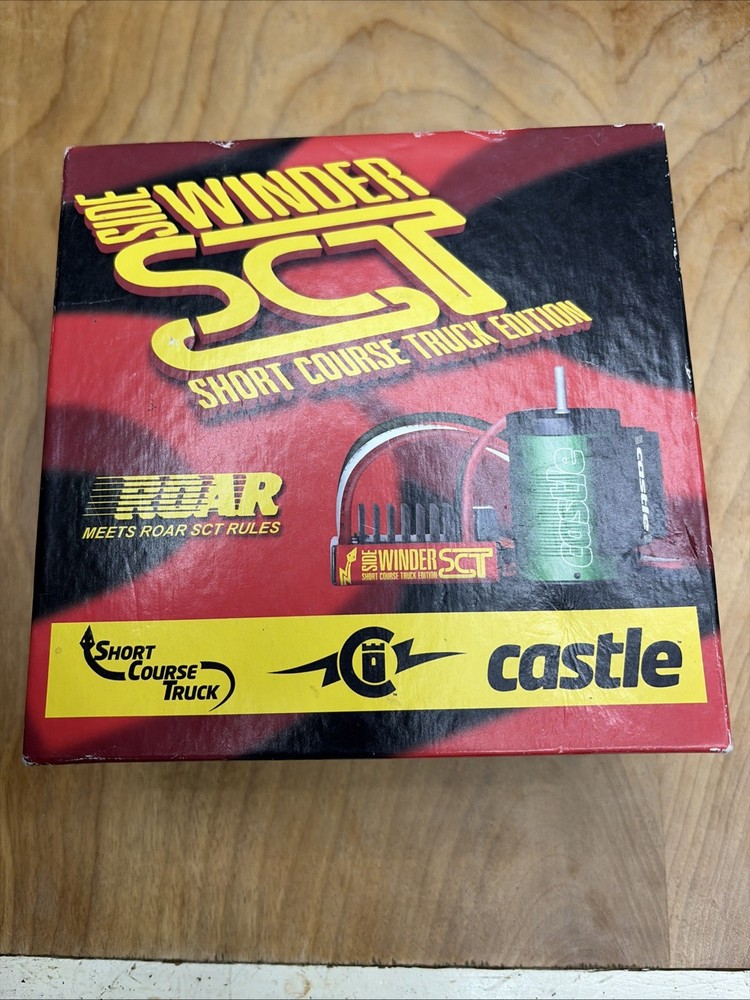 SIDE WINDER
SCT
SHORT COURSE TRUCK EDITION
ROAR
MEETS ROAR SCT RULES
castle
castle
SIDE WINDER SCT
SHORT COURSE TRUCK EDITION
SHORT
COURSE
TRUCK
castle™